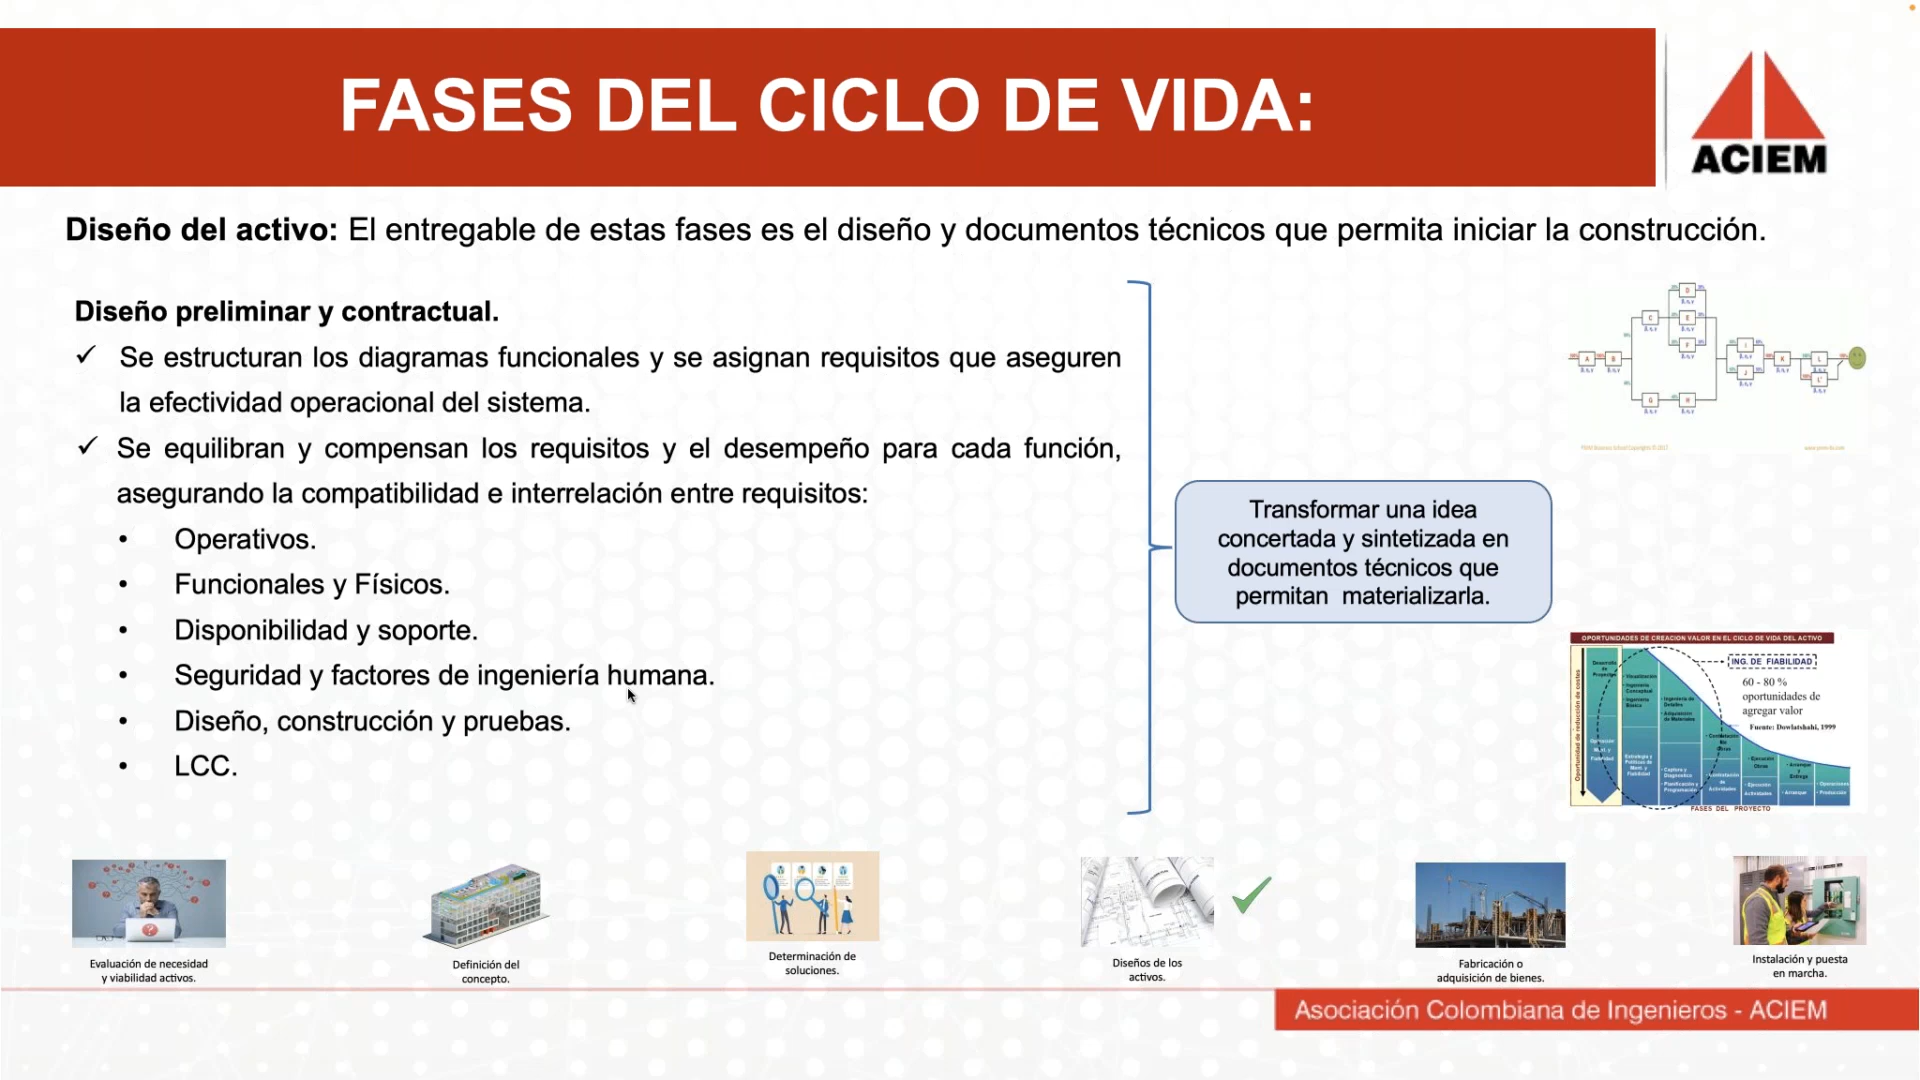 FASES DEL CICLO DE VIDA:
ACIEM
Diseño del activo: El entregable de estas fases es el diseño y documentos técnicos que permita iniciar la construcción.
Diseño preliminar y contractual.
✓ Se estructuran los diagramas funcionales y se asignan requisitos que aseguren
la efectividad operacional del sistema.
✓ Se equilibran y compensan los requisitos y el desempeño para cada función,
asegurando la compatibilidad e interrelación entre requisitos:
• Operativos.
• Funcionales y Físicos.
• Disponibilidad y soporte.
• Seguridad y factores de ingeniería humana.
• Diseño, construcción y pruebas.
• LCC.
Transformar una idea
concertada y sintetizada en
documentos técnicos que
permitan materializarla.
A
B
C
D
E
F
G
H
I
J
K
L
L'
OPORTUNIDADES DE CREACION VALOR EN EL CICLO DE VIDA DEL ACTIVO
ING. DE FIABILIDAD
60 - 80 %
oportunidades de
agregar valor
Fuente: Dowlatshahi, 1999
Oportunidad de reducción de costos
FASES DEL PROYECTO
Evaluación de necesidad
y viabilidad activos.
Definición del
concepto.
Determinación de
soluciones.
Diseños de los
activos.
Fabricación o
adquisición de bienes.
Instalación y puesta
en marcha.
Asociación Colombiana de Ingenieros - ACIEM